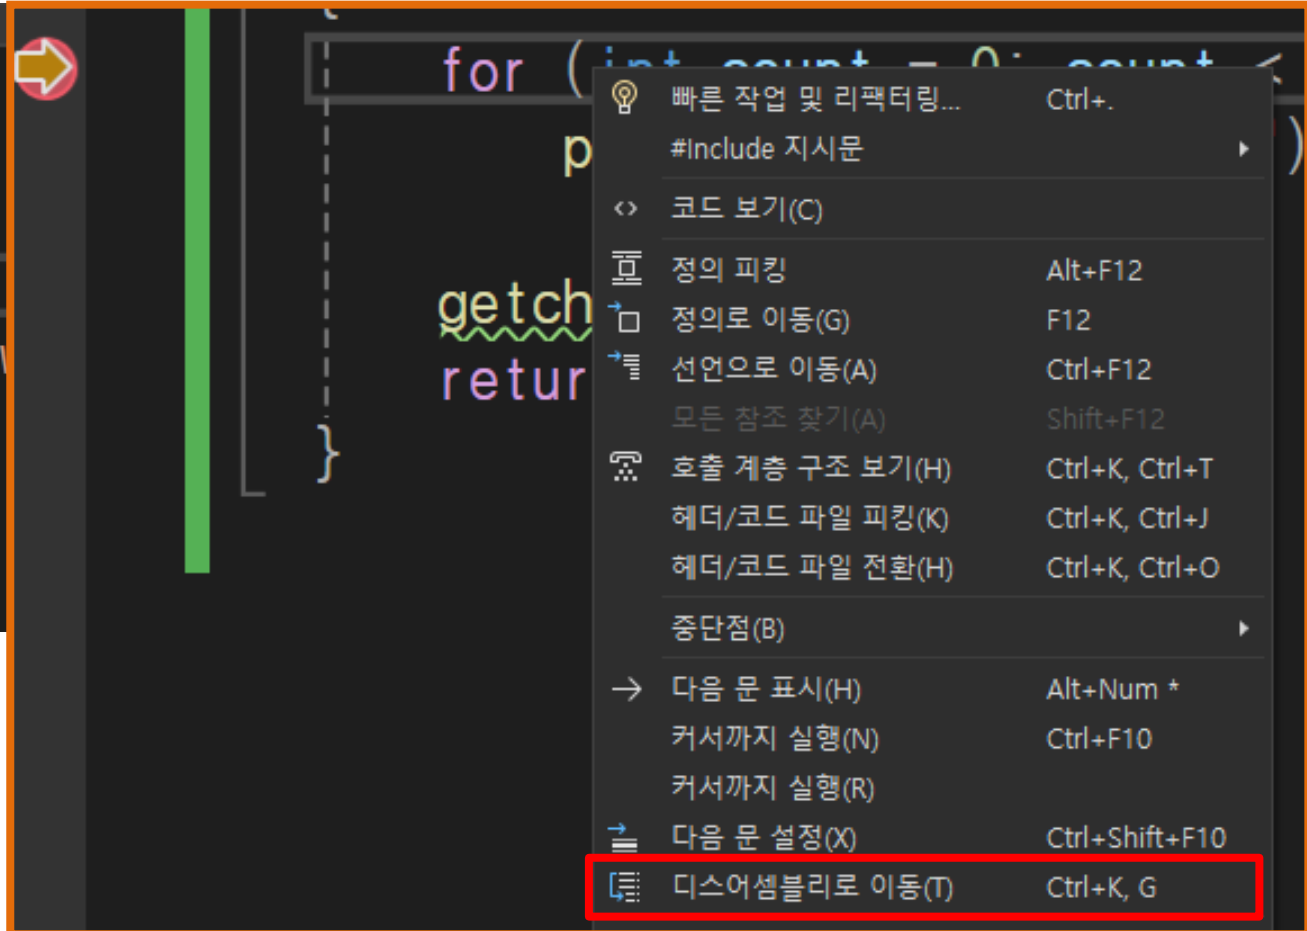 {
for (int count = 0; count <
빠른 작업 및 리팩터링... Ctrl+.
#Include 지시문
p )
코드 보기(C)
정의 피킹 Alt+F12
getch
정의로 이동(G) F12
선언으로 이동(A) Ctrl+F12
retur
모든 참조 찾기(A) Shift+F12
}
호출 계층 구조 보기(H) Ctrl+K, Ctrl+T
헤더/코드 파일 피킹(K) Ctrl+K, Ctrl+J
헤더/코드 파일 전환(H) Ctrl+K, Ctrl+O
중단점(B)
다음 문 표시(H) Alt+Num *
커서까지 실행(N) Ctrl+F10
커서까지 실행(R)
다음 문 설정(X) Ctrl+Shift+F10
디스어셈블리로 이동(T) Ctrl+K, G